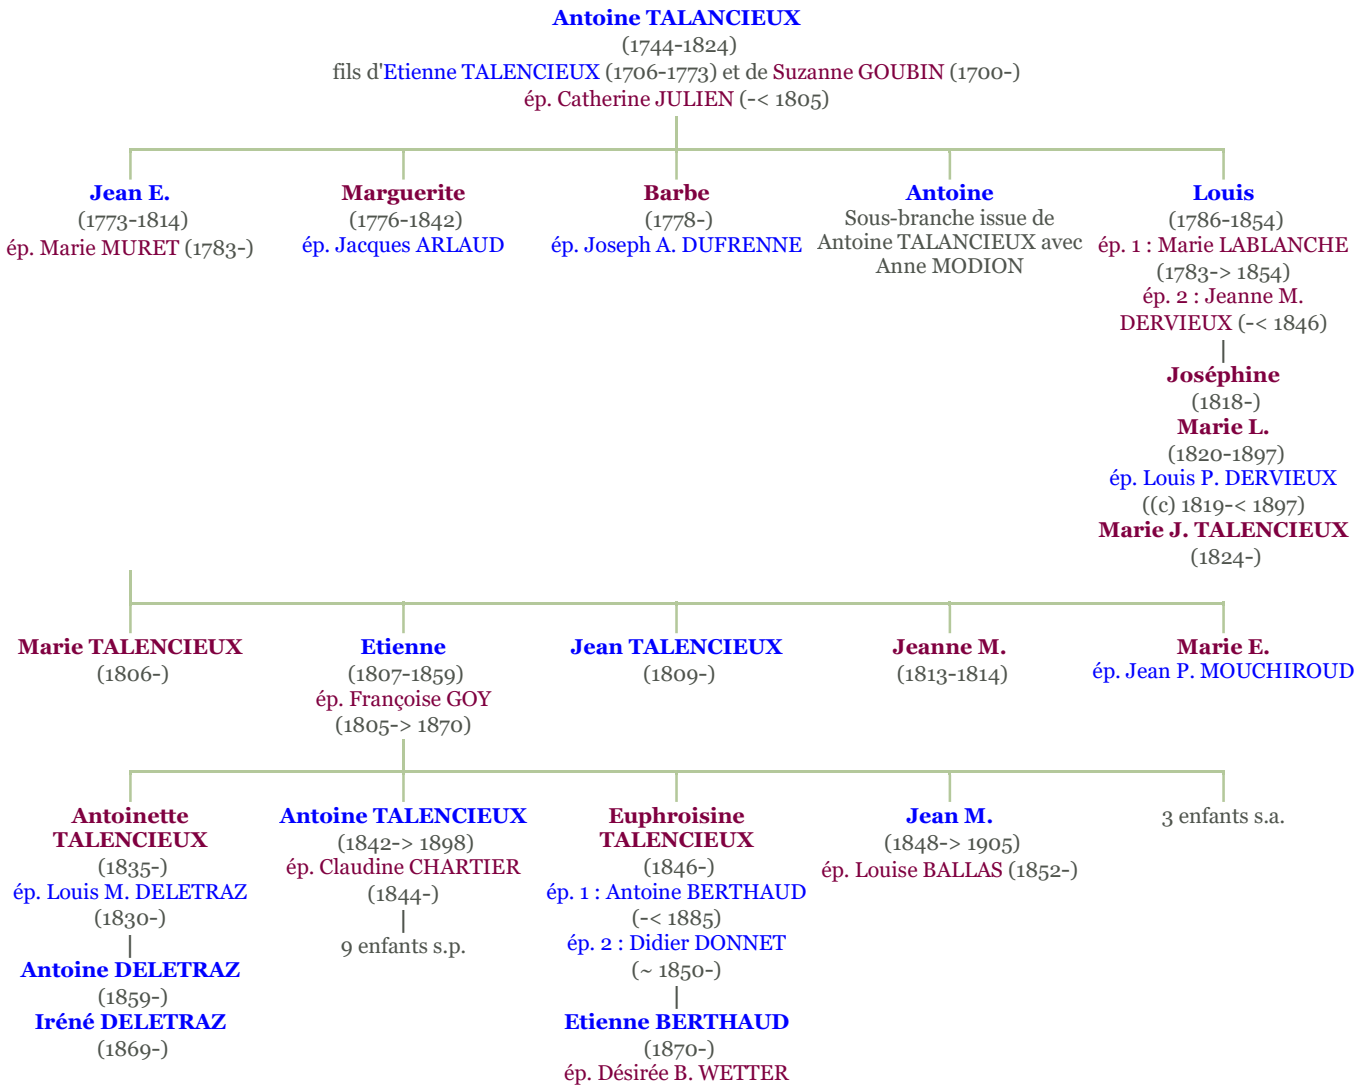 Antoine TALANCIEUX
(1744-1824)
fils d'Etienne TALENCIEUX (1706-1773) et de Suzanne GOUBIN (1700-)
ép. Catherine JULIEN (-< 1805)
Jean E.
(1773-1814)
ép. Marie MURET (1783-)
Marguerite
(1776-1842)
ép. Jacques ARLAUD
Barbe
(1778-)
ép. Joseph A. DUFRENNE
Antoine
Sous-branche issue de
Antoine TALANCIEUX avec
Anne MODION
Louis
(1786-1854)
ép. 1 : Marie LABLANCHE
(1783-> 1854)
ép. 2 : Jeanne M.
DERVIEUX (-< 1846)
Joséphine
(1818-)
Marie L.
(1820-1897)
ép. Louis P. DERVIEUX
((c) 1819-< 1897)
Marie J. TALENCIEUX
(1824-)
Marie TALENCIEUX
(1806-)
Etienne
(1807-1859)
ép. Françoise GOY
(1805-> 1870)
Jean TALENCIEUX
(1809-)
Jeanne M.
(1813-1814)
Marie E.
ép. Jean P. MOUCHIROUD
Antoinette
TALENCIEUX
(1835-)
ép. Louis M. DELETRAZ
(1830-)
Antoine DELETRAZ
(1859-)
Iréné DELETRAZ
(1869-)
Antoine TALENCIEUX
(1842-> 1898)
ép. Claudine CHARTIER
(1844-)
9 enfants s.p.
Euphroisine
TALENCIEUX
(1846-)
ép. 1 : Antoine BERTHAUD
(-< 1885)
ép. 2 : Didier DONNET
(~ 1850-)
Etienne BERTHAUD
(1870-)
ép. Désirée B. WETTER
Jean M.
(1848-> 1905)
ép. Louise BALLAS (1852-)
3 enfants s.a.